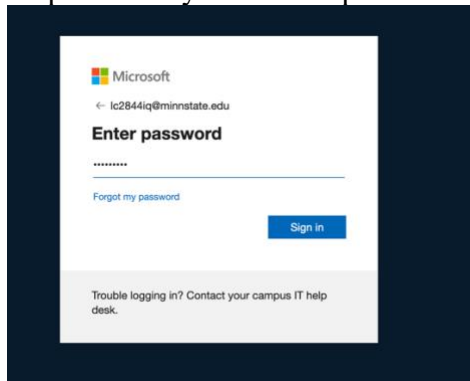 Microsoft
← lc2844iq@minnstate.edu
Enter password
•••••••••
Forgot my password
Sign in
Trouble logging in? Contact your campus IT help
desk.